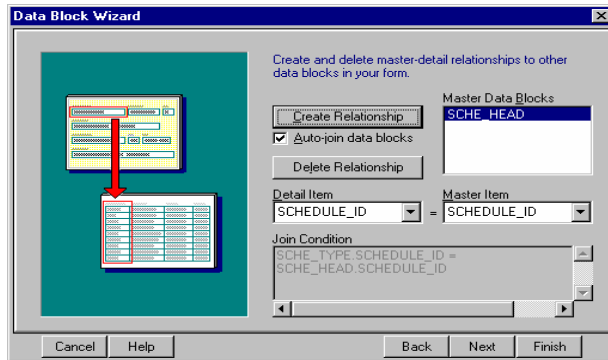 Data Block Wizard
Create and delete master-detail relationships to other
data blocks in your form.
Create Relationship
Auto-join data blocks
Delete Relationship
Master Data Blocks
SCHE_HEAD
Detail Item
Master Item
SCHEDULE_ID = SCHEDULE_ID
Join Condition
SCHE_TYPE.SCHEDULE_ID =
SCHE_HEAD.SCHEDULE_ID
Cancel Help Back Next Finish